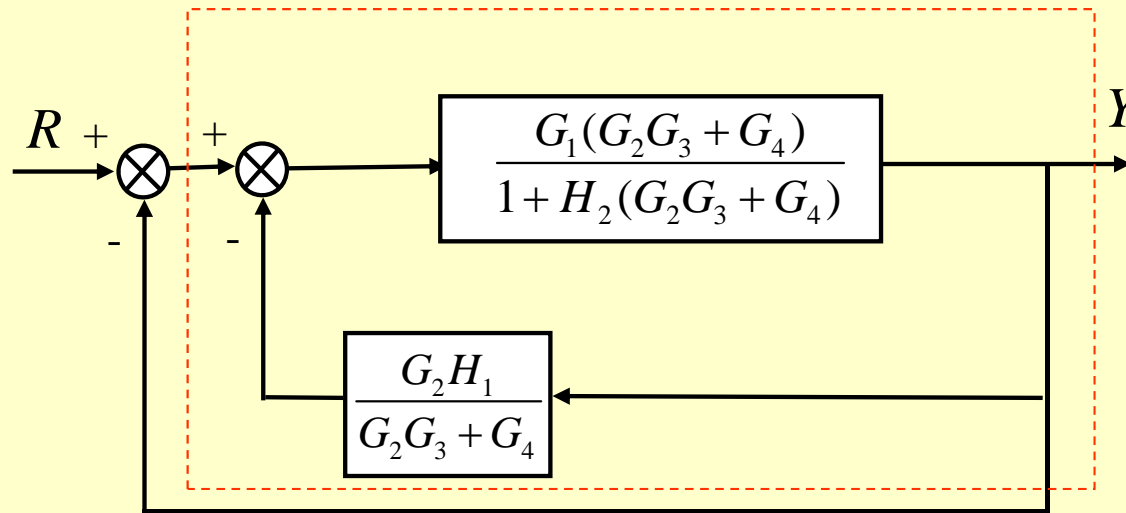 R + + Y
- -
G₁(G₂G₃ + G₄)
1 + H₂(G₂G₃ + G₄)
G₂H₁
G₂G₃ + G₄